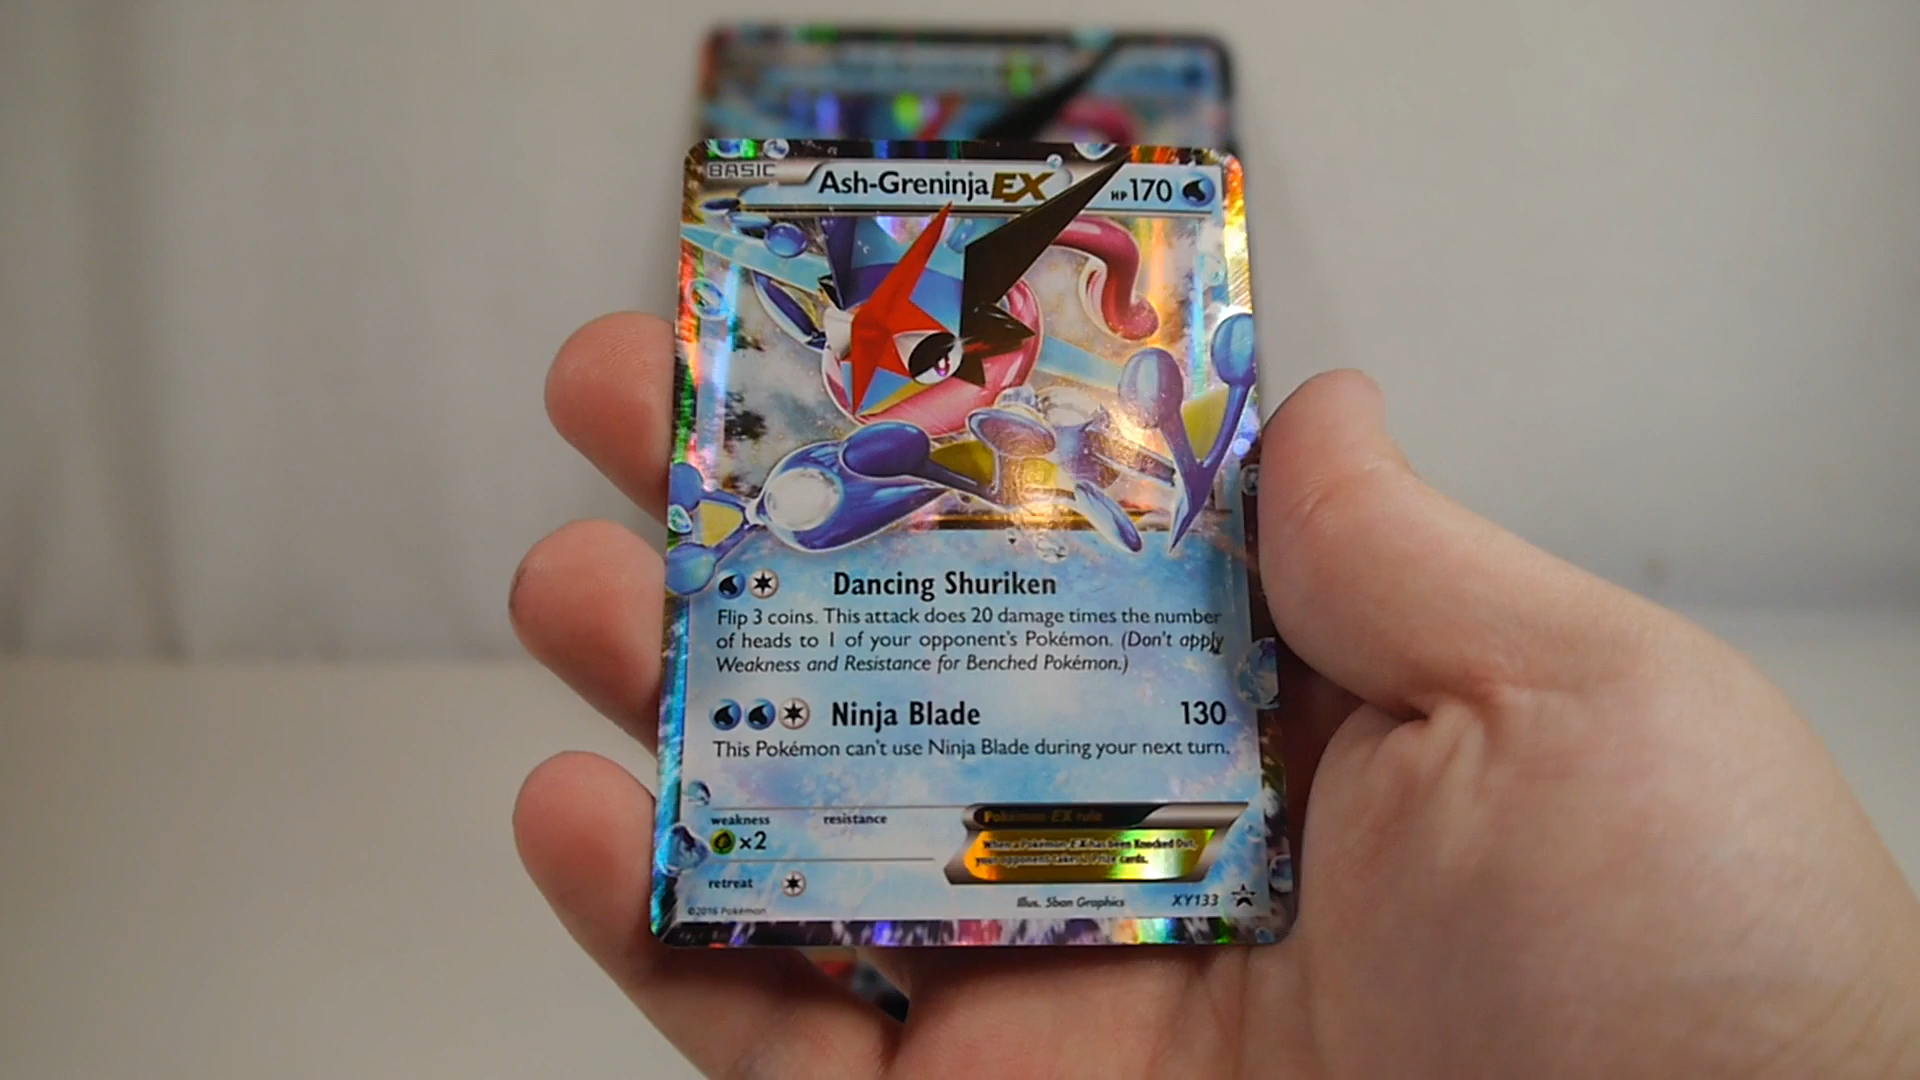 BASIC
Ash-Greninja EX
HP 170
Dancing Shuriken
Flip 3 coins. This attack does 20 damage times the number
of heads to 1 of your opponent's Pokémon. (Don't apply
Weakness and Resistance for Benched Pokémon.)
Ninja Blade 130
This Pokémon can't use Ninja Blade during your next turn.
weakness resistance
×2
Pokémon EX rule
When a Pokémon-EX has been Knocked Out,
your opponent takes 2 Prize cards.
retreat
©2016 Pokémon
Illus. 5ban Graphics
XY133